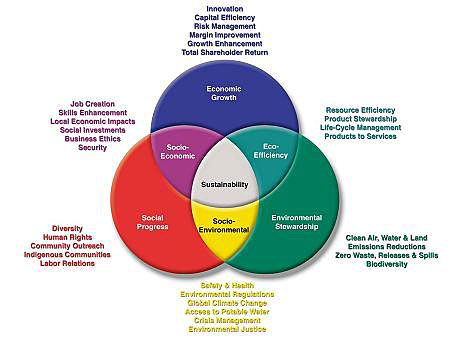 Innovation
Capital Efficiency
Risk Management
Margin Improvement
Growth Enhancement
Total Shareholder Return
Economic
Growth
Job Creation
Skills Enhancement
Local Economic Impacts
Social Investments
Business Ethics
Security
Resource Efficiency
Product Stewardship
Life-Cycle Management
Products to Services
Socio-
Economic
Eco-
Efficiency
Sustainability
Social
Progress
Socio-
Environmental
Environmental
Stewardship
Diversity
Human Rights
Community Outreach
Indigenous Communities
Labor Relations
Clean Air, Water & Land
Emissions Reductions
Zero Waste, Releases & Spills
Biodiversity
Safety & Health
Environmental Regulations
Global Climate Change
Access to Potable Water
Crisis Management
Environmental Justice